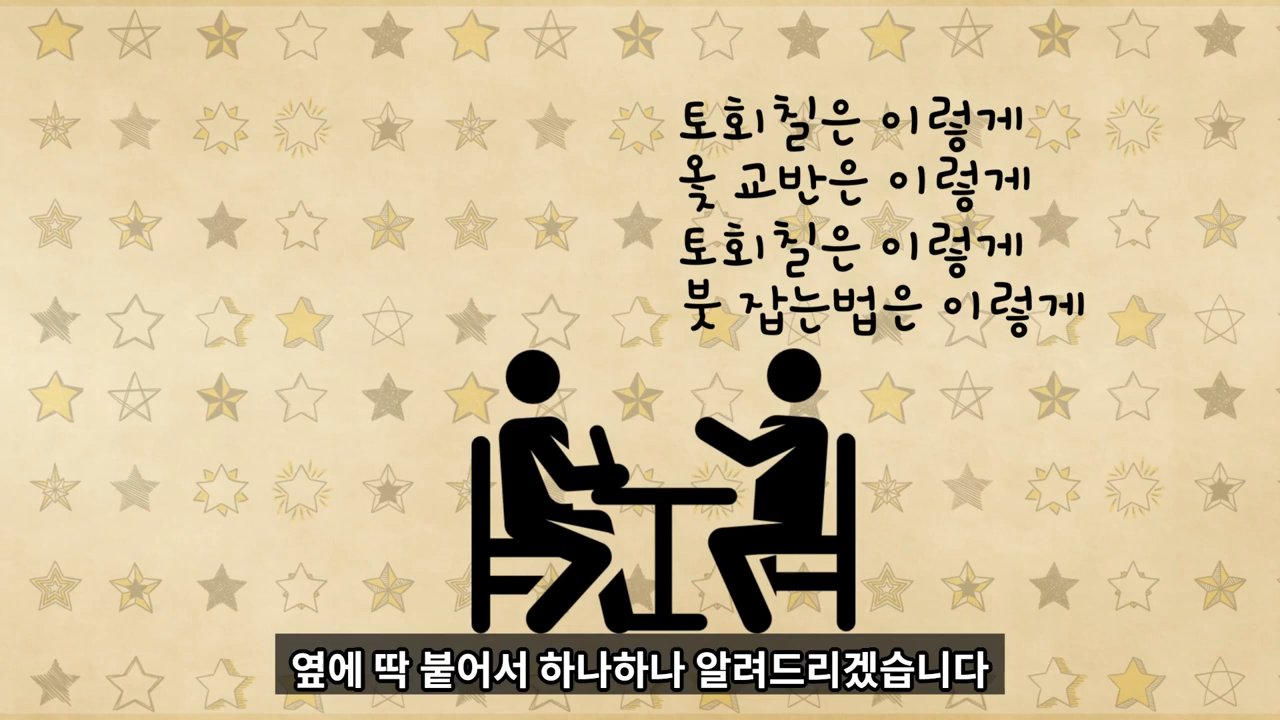 토회칠은 이렇게
옻 교반은 이렇게
토회칠은 이렇게
붓 잡는법은 이렇게
옆에 딱 붙어서 하나하나 알려드리겠습니다